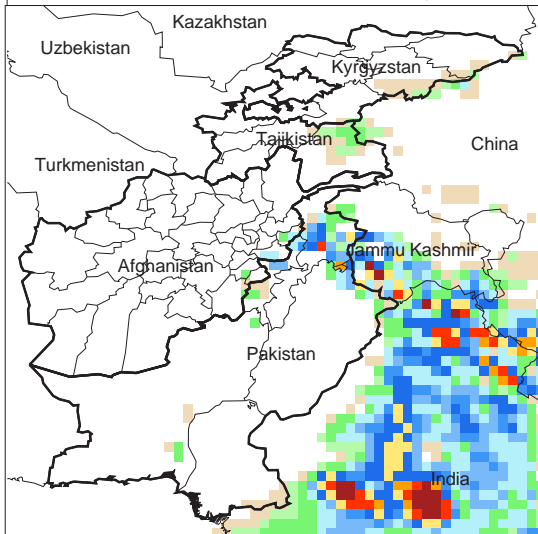 Kazakhstan
Uzbekistan
Kyrgyzstan
Tajikistan
China
Turkmenistan
Jammu Kashmir
Afghanistan
Pakistan
India